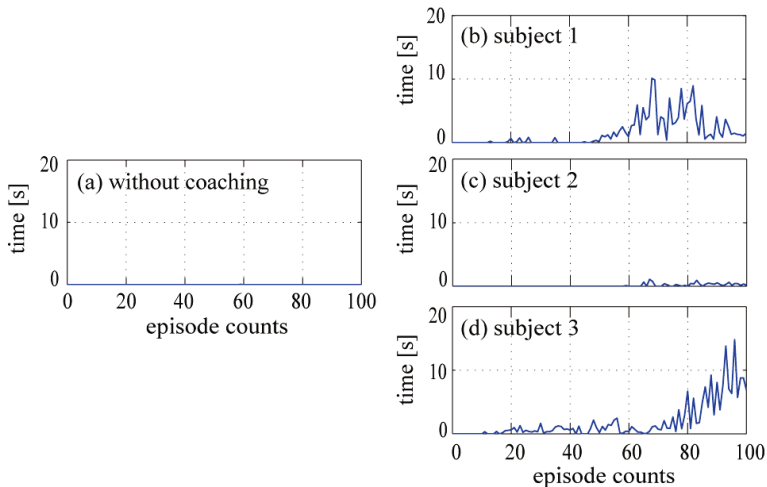 20
(a) without coaching
10
0
time [s]
0 20 40 60 80 100
episode counts
20
(b) subject 1
10
0
time [s]
20
(c) subject 2
10
0
time [s]
20
(d) subject 3
10
0
time [s]
0 20 40 60 80 100
episode counts